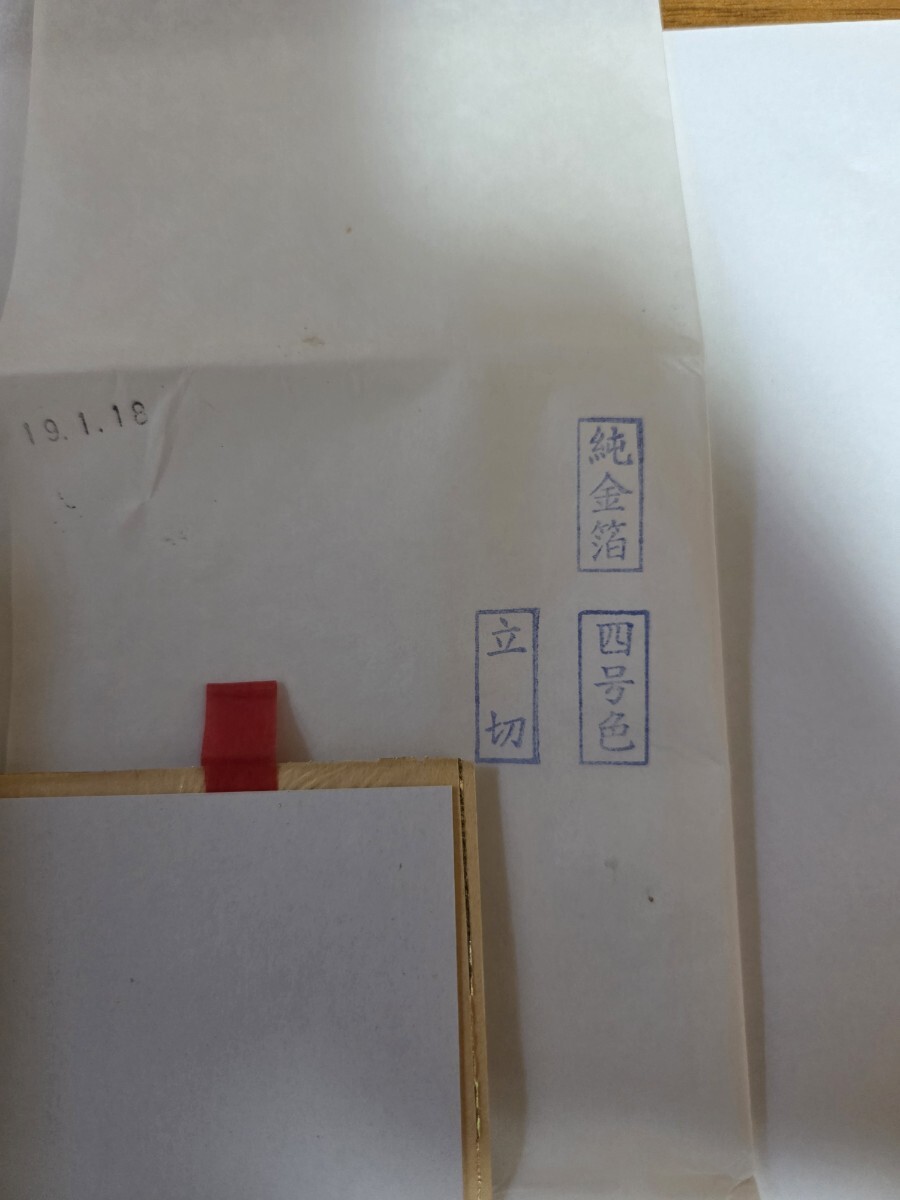 純金箔
四号色
立切
19.1.18